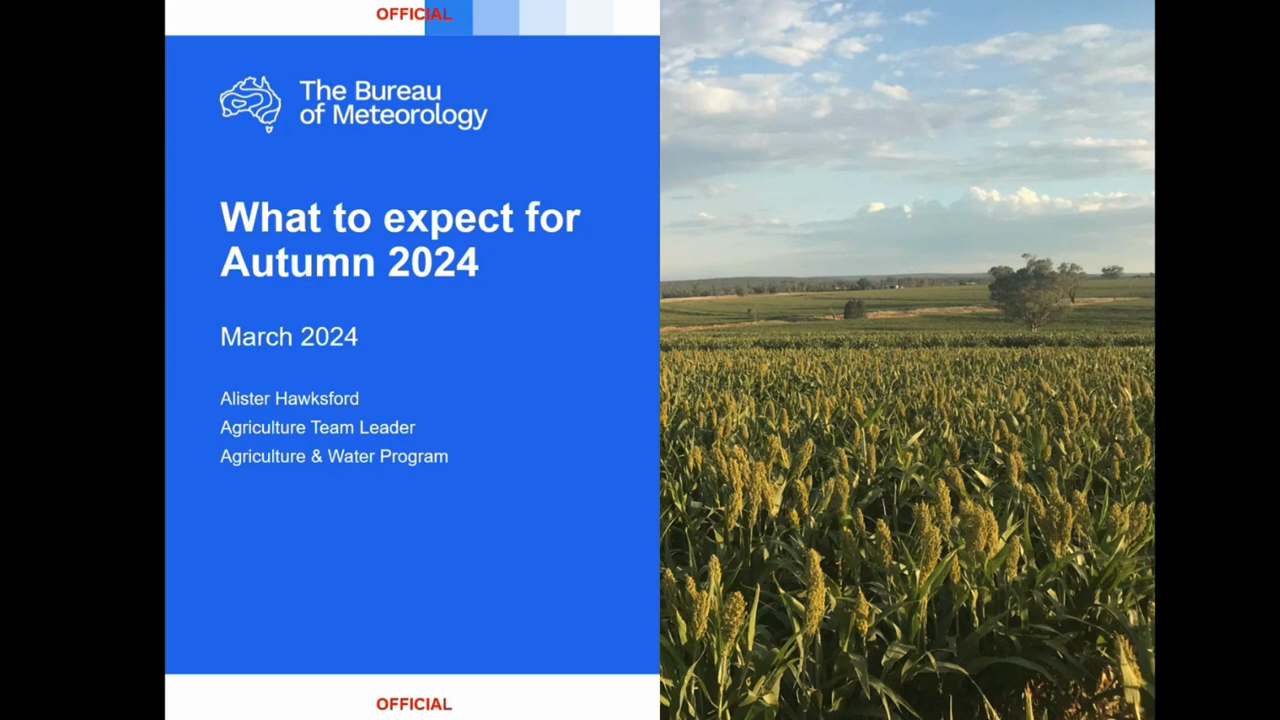 OFFICIAL
The Bureau
of Meteorology
What to expect for
Autumn 2024
March 2024
Alister Hawksford
Agriculture Team Leader
Agriculture & Water Program
OFFICIAL